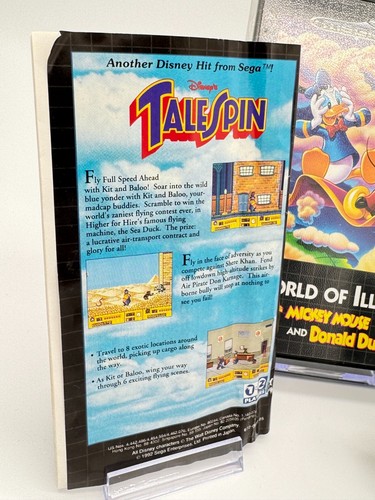 Another Disney Hit from Sega™!
Disney's
TALESPIN
Fly Full Speed Ahead
with Kit and Baloo! Soar into the wild
blue yonder with Kit and Baloo, your
madcap buddies. Scramble to win the
world's zaniest flying contest ever, in
Higher for Hire's famous flying
machine, the Sea Duck. The prize:
a lucrative air-transport contract and
glory for all!
Fly in the face of adversity as you
compete against Shere Khan. Fend
off lowdown high-altitude strikes by
Air Pirate Don Karnage. This air-
borne bully will stop at nothing to
see you fail!
• Travel to 8 exotic locations around
the world, picking up cargo along
the way...
• As Kit or Baloo, wing your way
through 6 exciting flying scenes.
1 OR 2
PLAYER
All Disney characters © The Walt Disney Company.
© 1992 Sega Enterprises Ltd. Printed in Japan.
ORLD OF ILL
MICKEY MOUSE
AND Donald Du